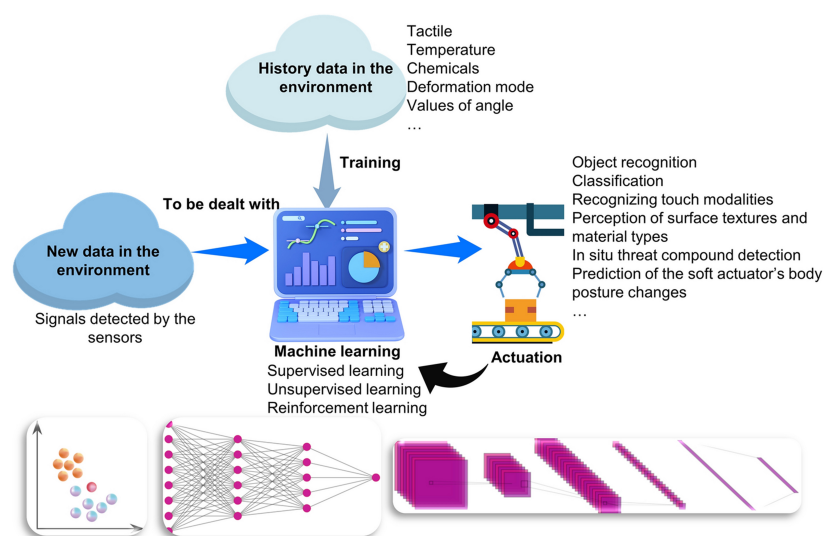 History data in the
environment
Tactile
Temperature
Chemicals
Deformation mode
Values of angle
…
Training
To be dealt with
New data in the
environment
Signals detected by the
sensors
Machine learning
Supervised learning
Unsupervised learning
Reinforcement learning
Actuation
Object recognition
Classification
Recognizing touch modalities
Perception of surface textures and
material types
In situ threat compound detection
Prediction of the soft actuator’s body
posture changes
…